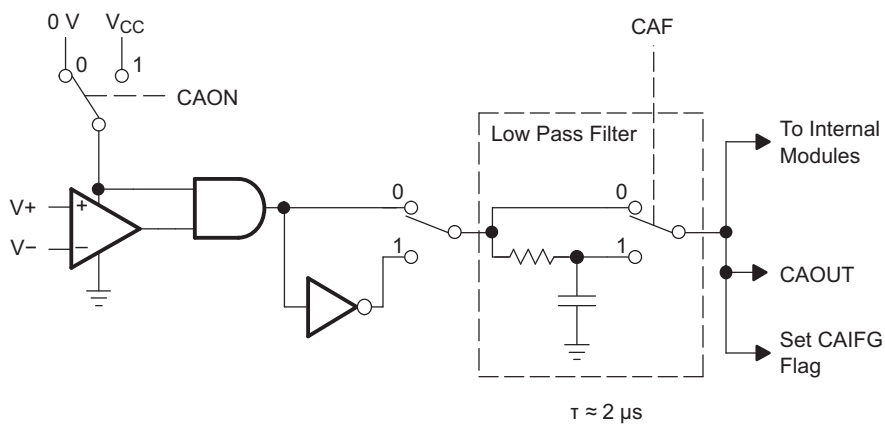 0 V
V_CC
CAF
0
1
CAON
Low Pass Filter
To Internal
Modules
0
0
V+
+
V−
−
1
1
CAOUT
Set CAIFG
Flag
τ ≈ 2 μs